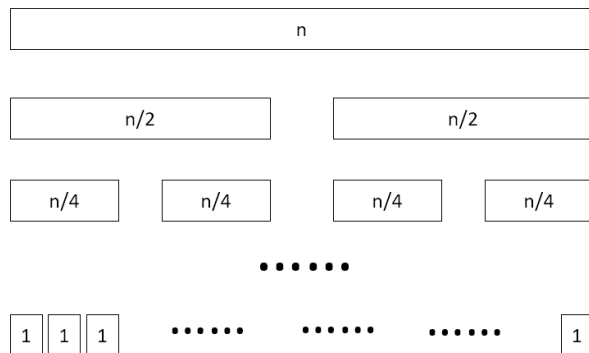 n
n/2 n/2
n/4 n/4 n/4 n/4
......
1 1 1 ...... ...... ...... 1